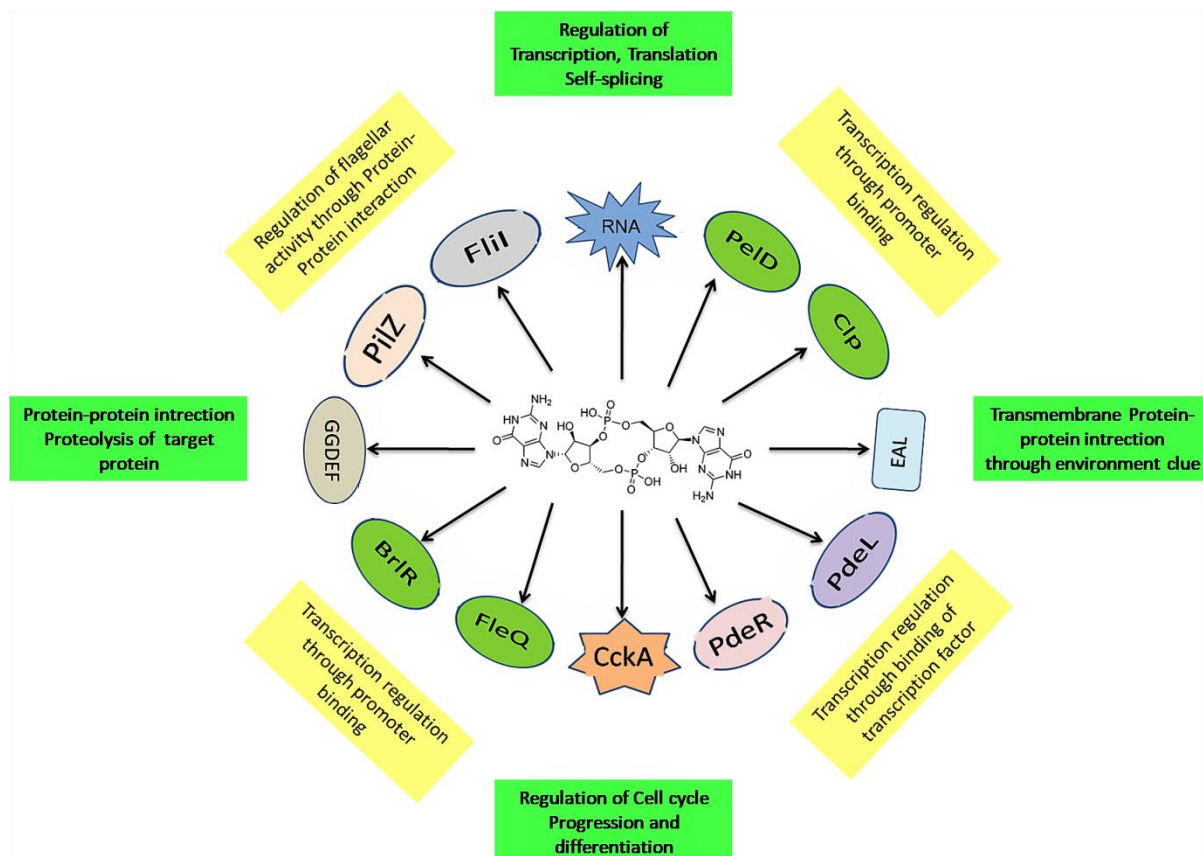 Regulation of
Transcription, Translation
Self-splicing
Regulation of flagellar
activity through Protein-
Protein interaction
Transcription regulation
through promoter
binding
RNA
FliI
PelD
PilZ
Clp
Protein-protein intrection
Proteolysis of target
protein
GGDEF
EAL
Transmembrane Protein-
protein intrection
through environment clue
NH₂
HN
N
O
N
N
HO
O
HO
P
O
O
O
O
O
P
O
OH
O
OH
N
N
N
NH
O
H₂N
BrlR
PdeL
FleQ
CckA
PdeR
Transcription regulation
through promoter
binding
Transcription regulation
through binding of
transcription factor
Regulation of Cell cycle
Progression and
differentiation